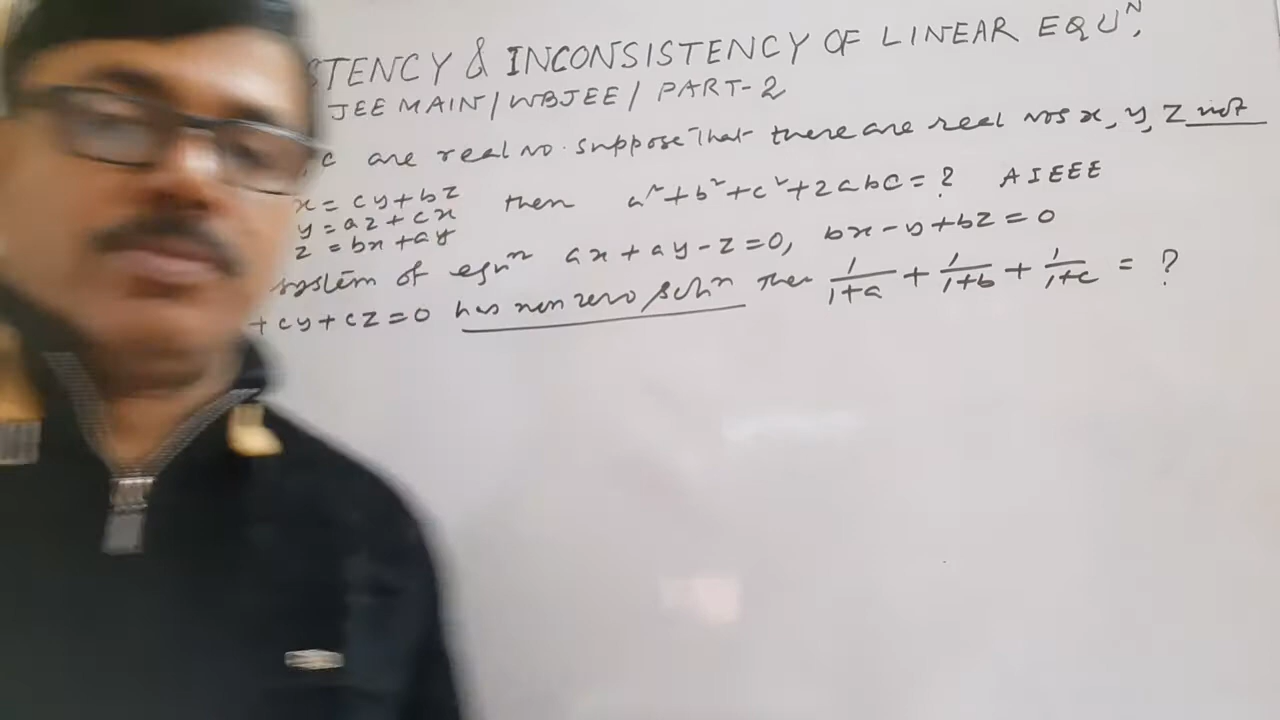 STENCY & INCONSISTENCY OF LINEAR EQUN.
JEE MAIN/WBJEE/ PART-2
, c are real no. suppose that there are real nos x, y, z not
x = cy+bz
y = az+cx then a²+b²+c²+2abc=? AIEEE
z = bx+ay
system of equn ax+ay-z=0, bx-y+bz=0
+cy+cz=0 has non zero soln then 1/1+a + 1/1+b + 1/1+c = ?